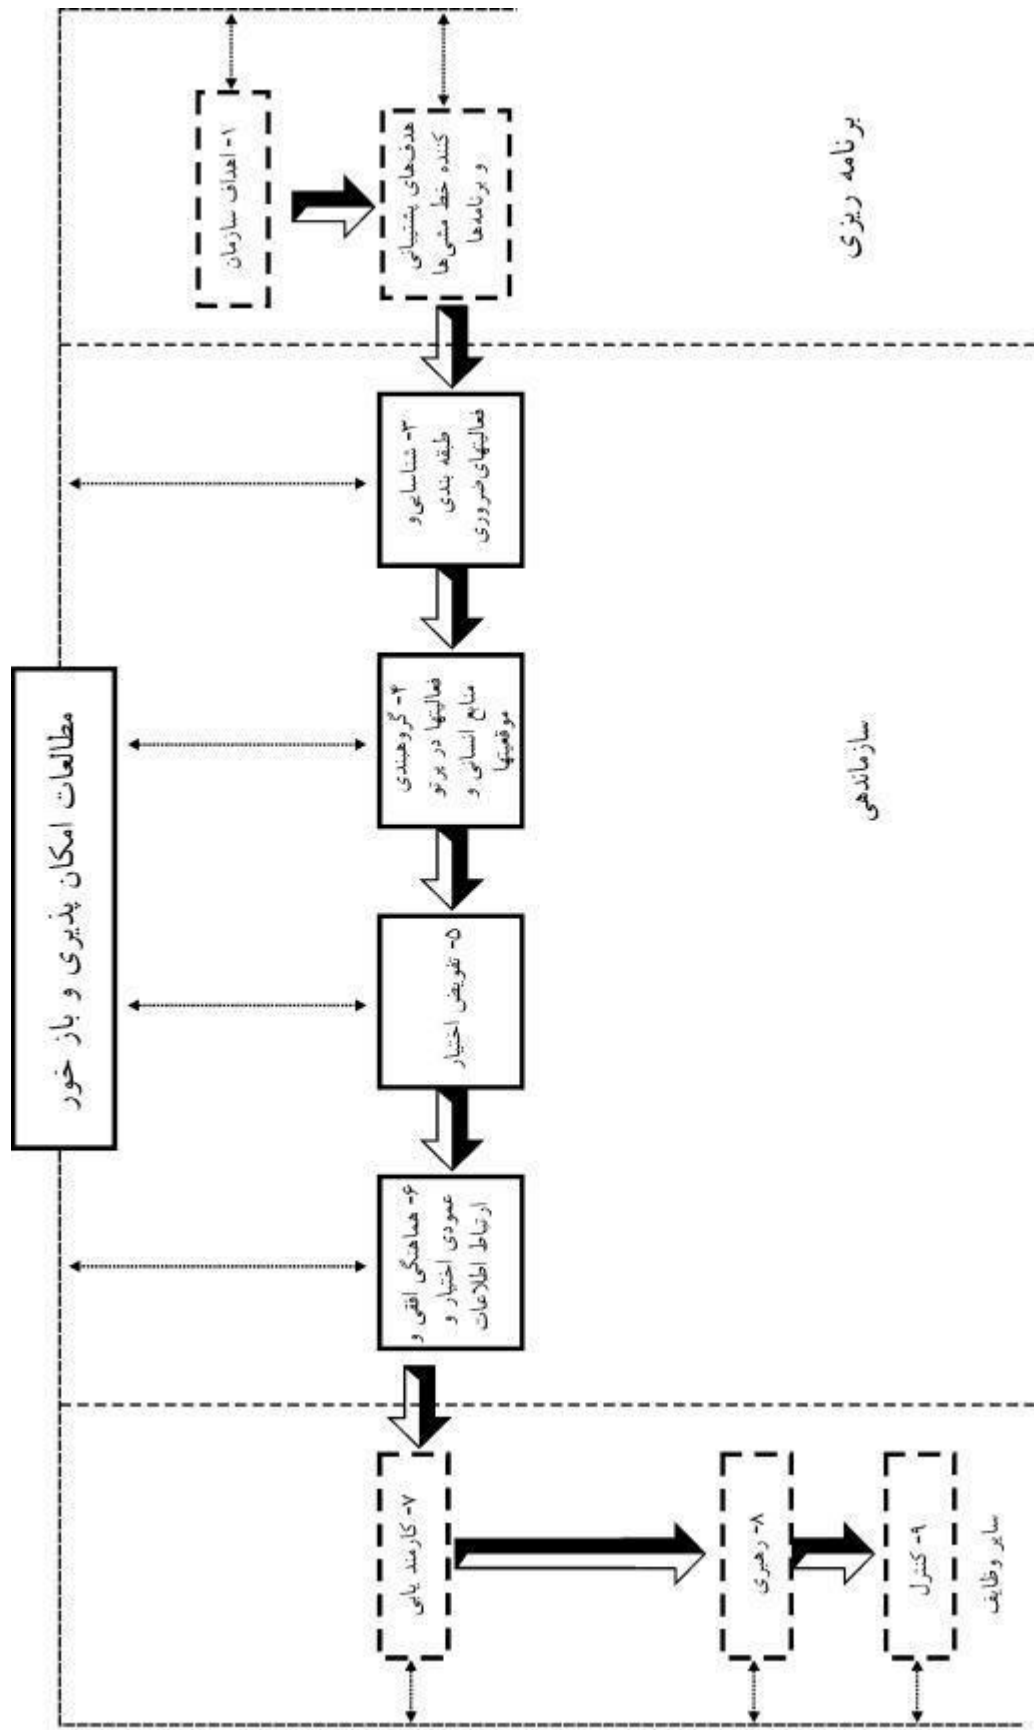 ۱- اهداف سازمان
هدف‌های پشتیبانی
کننده خط مشی‌ها
و برنامه‌ها
برنامه ریزی
۳- شناسایی و
طبقه بندی
فعالیتهای ضروری
۴- گروهبندی
فعالیتها در پرتو
منابع انسانی و
موقعیتها
۵- تفویض اختیار
۶- هماهنگی افقی و
عمودی اختیار و
ارتباط اطلاعات
سازماندهی
مطالعات امکان پذیری و باز خور
۷- کارمند یابی
۸- رهبری
۹- کنترل
سایر وظایف